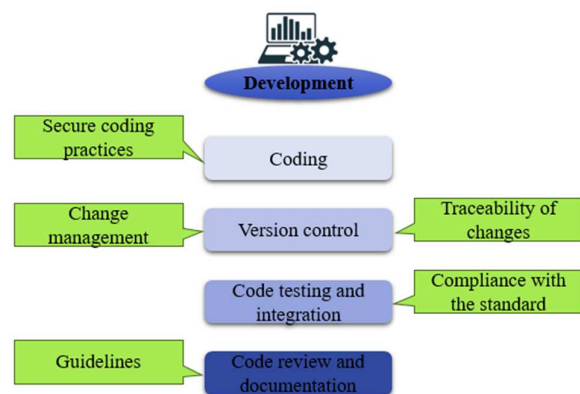 Development
Secure coding
practices
Coding
Change
management
Version control
Traceability of
changes
Code testing and
integration
Compliance with
the standard
Guidelines
Code review and
documentation